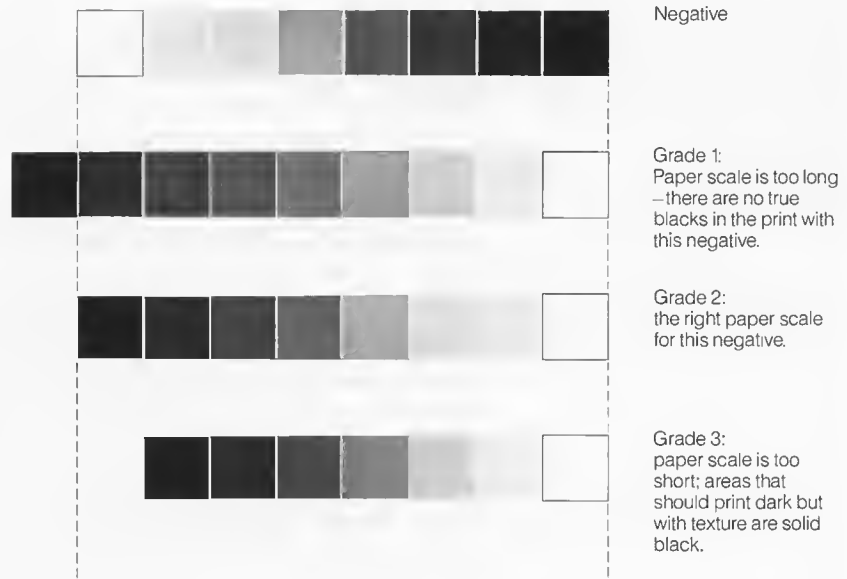 Negative
Grade 1:
Paper scale is too long
–there are no true
blacks in the print with
this negative.
Grade 2:
the right paper scale
for this negative.
Grade 3:
paper scale is too
short; areas that
should print dark but
with texture are solid
black.